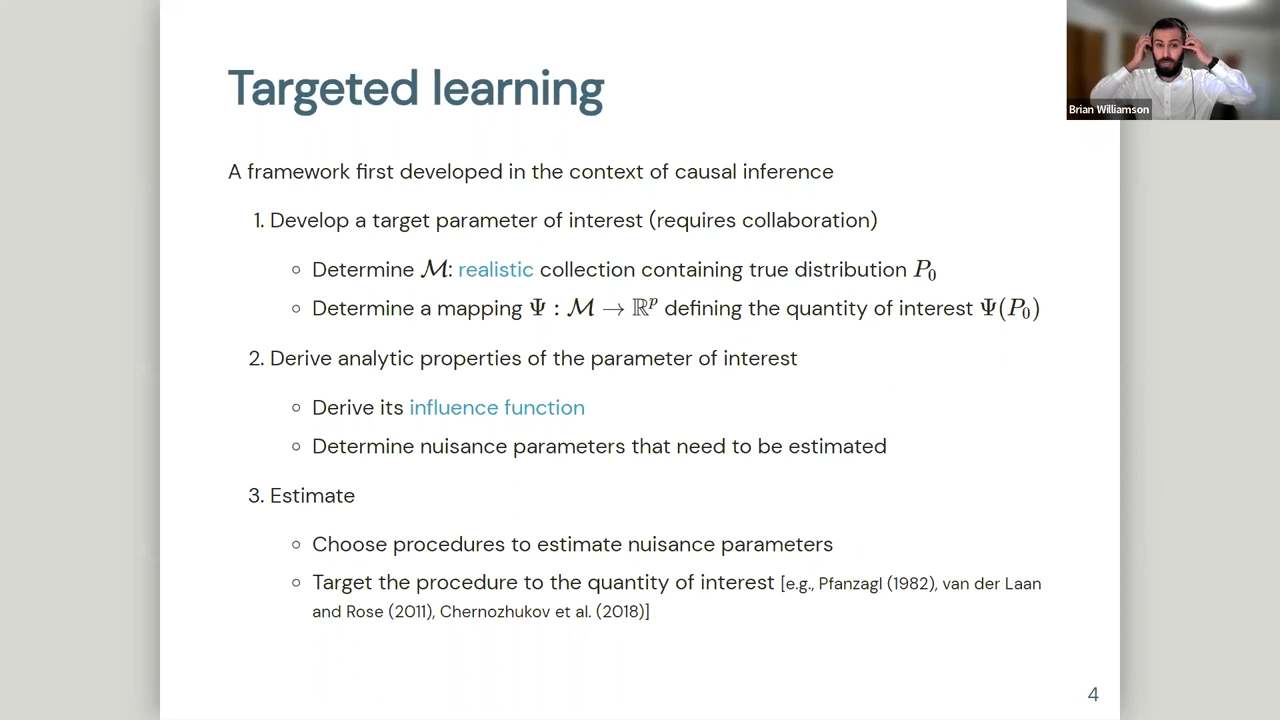 Targeted learning
Brian Williamson
A framework first developed in the context of causal inference
1. Develop a target parameter of interest (requires collaboration)
◦ Determine ℳ: realistic collection containing true distribution P₀
◦ Determine a mapping Ψ : ℳ → ℝᵖ defining the quantity of interest Ψ(P₀)
2. Derive analytic properties of the parameter of interest
◦ Derive its influence function
◦ Determine nuisance parameters that need to be estimated
3. Estimate
◦ Choose procedures to estimate nuisance parameters
◦ Target the procedure to the quantity of interest [e.g., Pfanzagl (1982), van der Laan
and Rose (2011), Chernozhukov et al. (2018)]
4